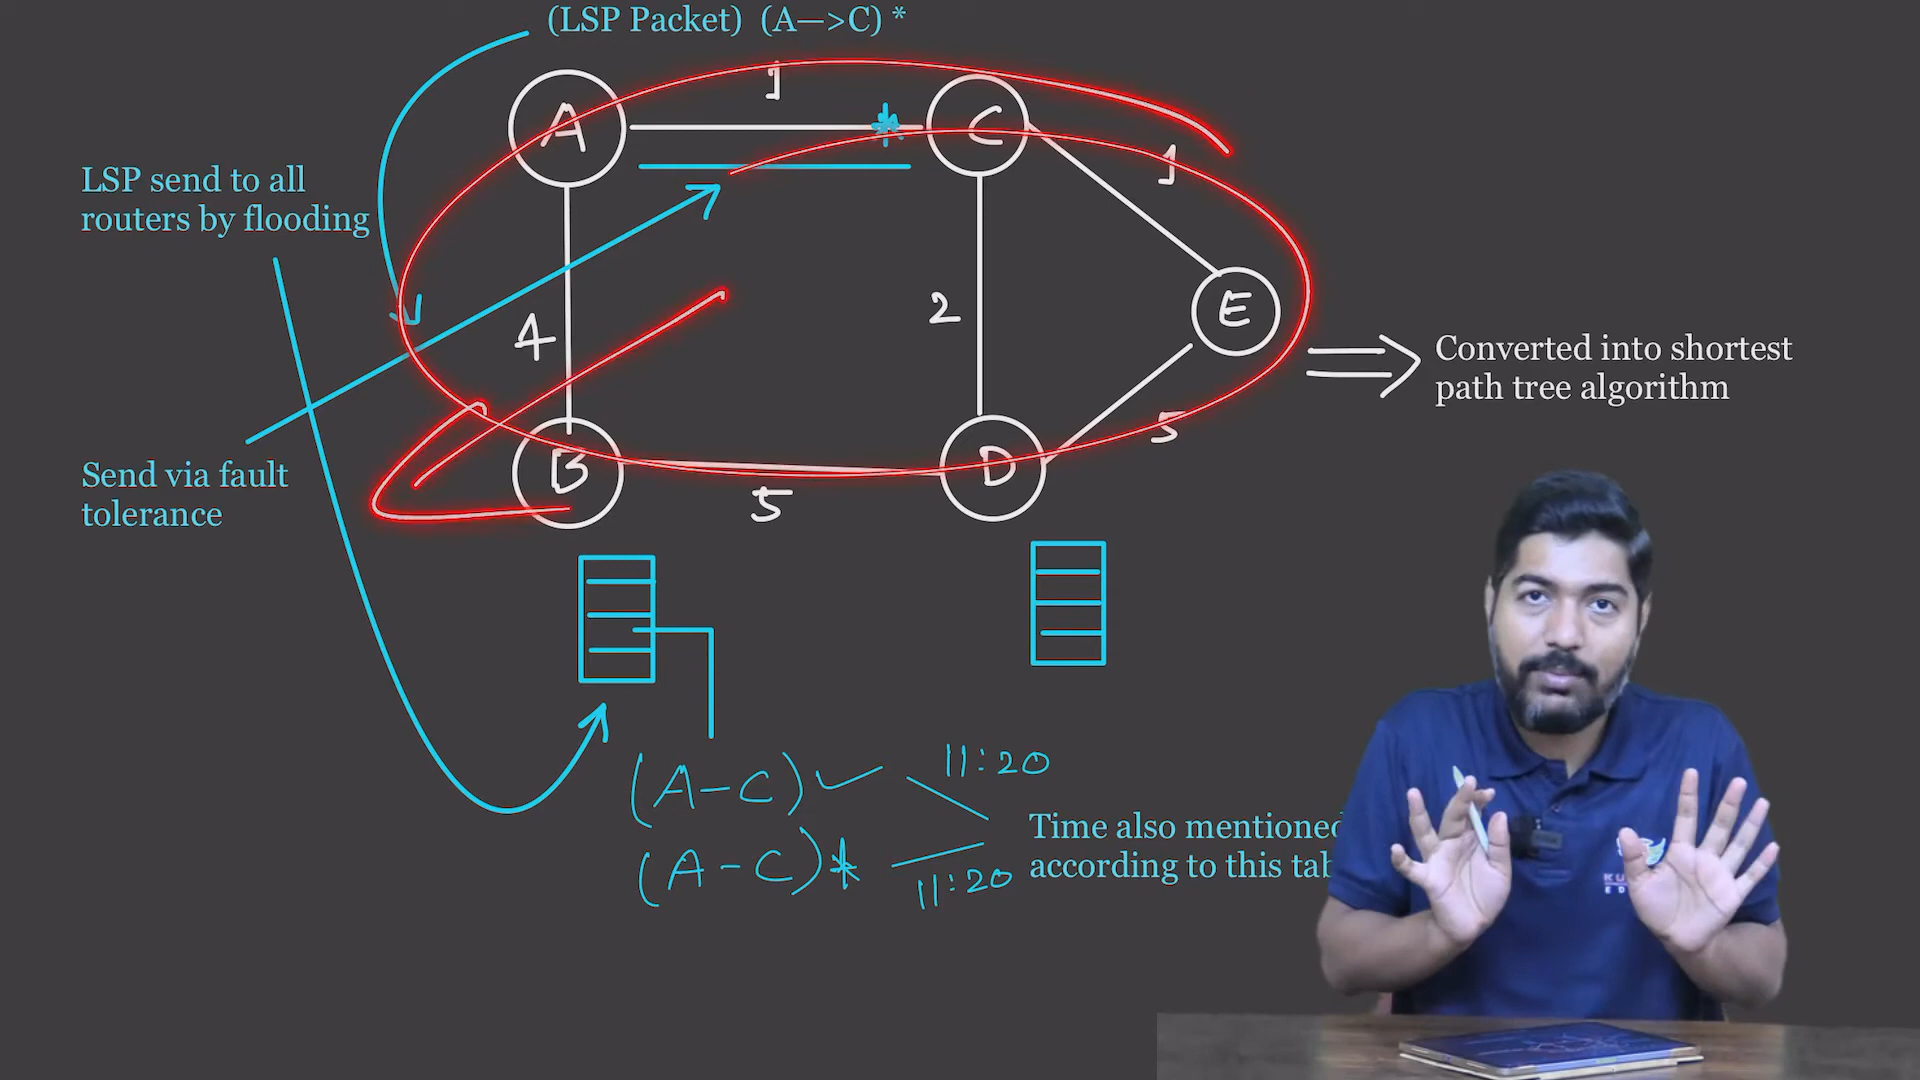 (LSP Packet) (A—>C) *
1
A
*
C
1
LSP send to all
routers by flooding
4
2
E
Converted into shortest
path tree algorithm
B
D
5
5
Send via fault
tolerance
(A-C) 11:20
Time also mentioned
according to this tab
(A-C)* 11:20